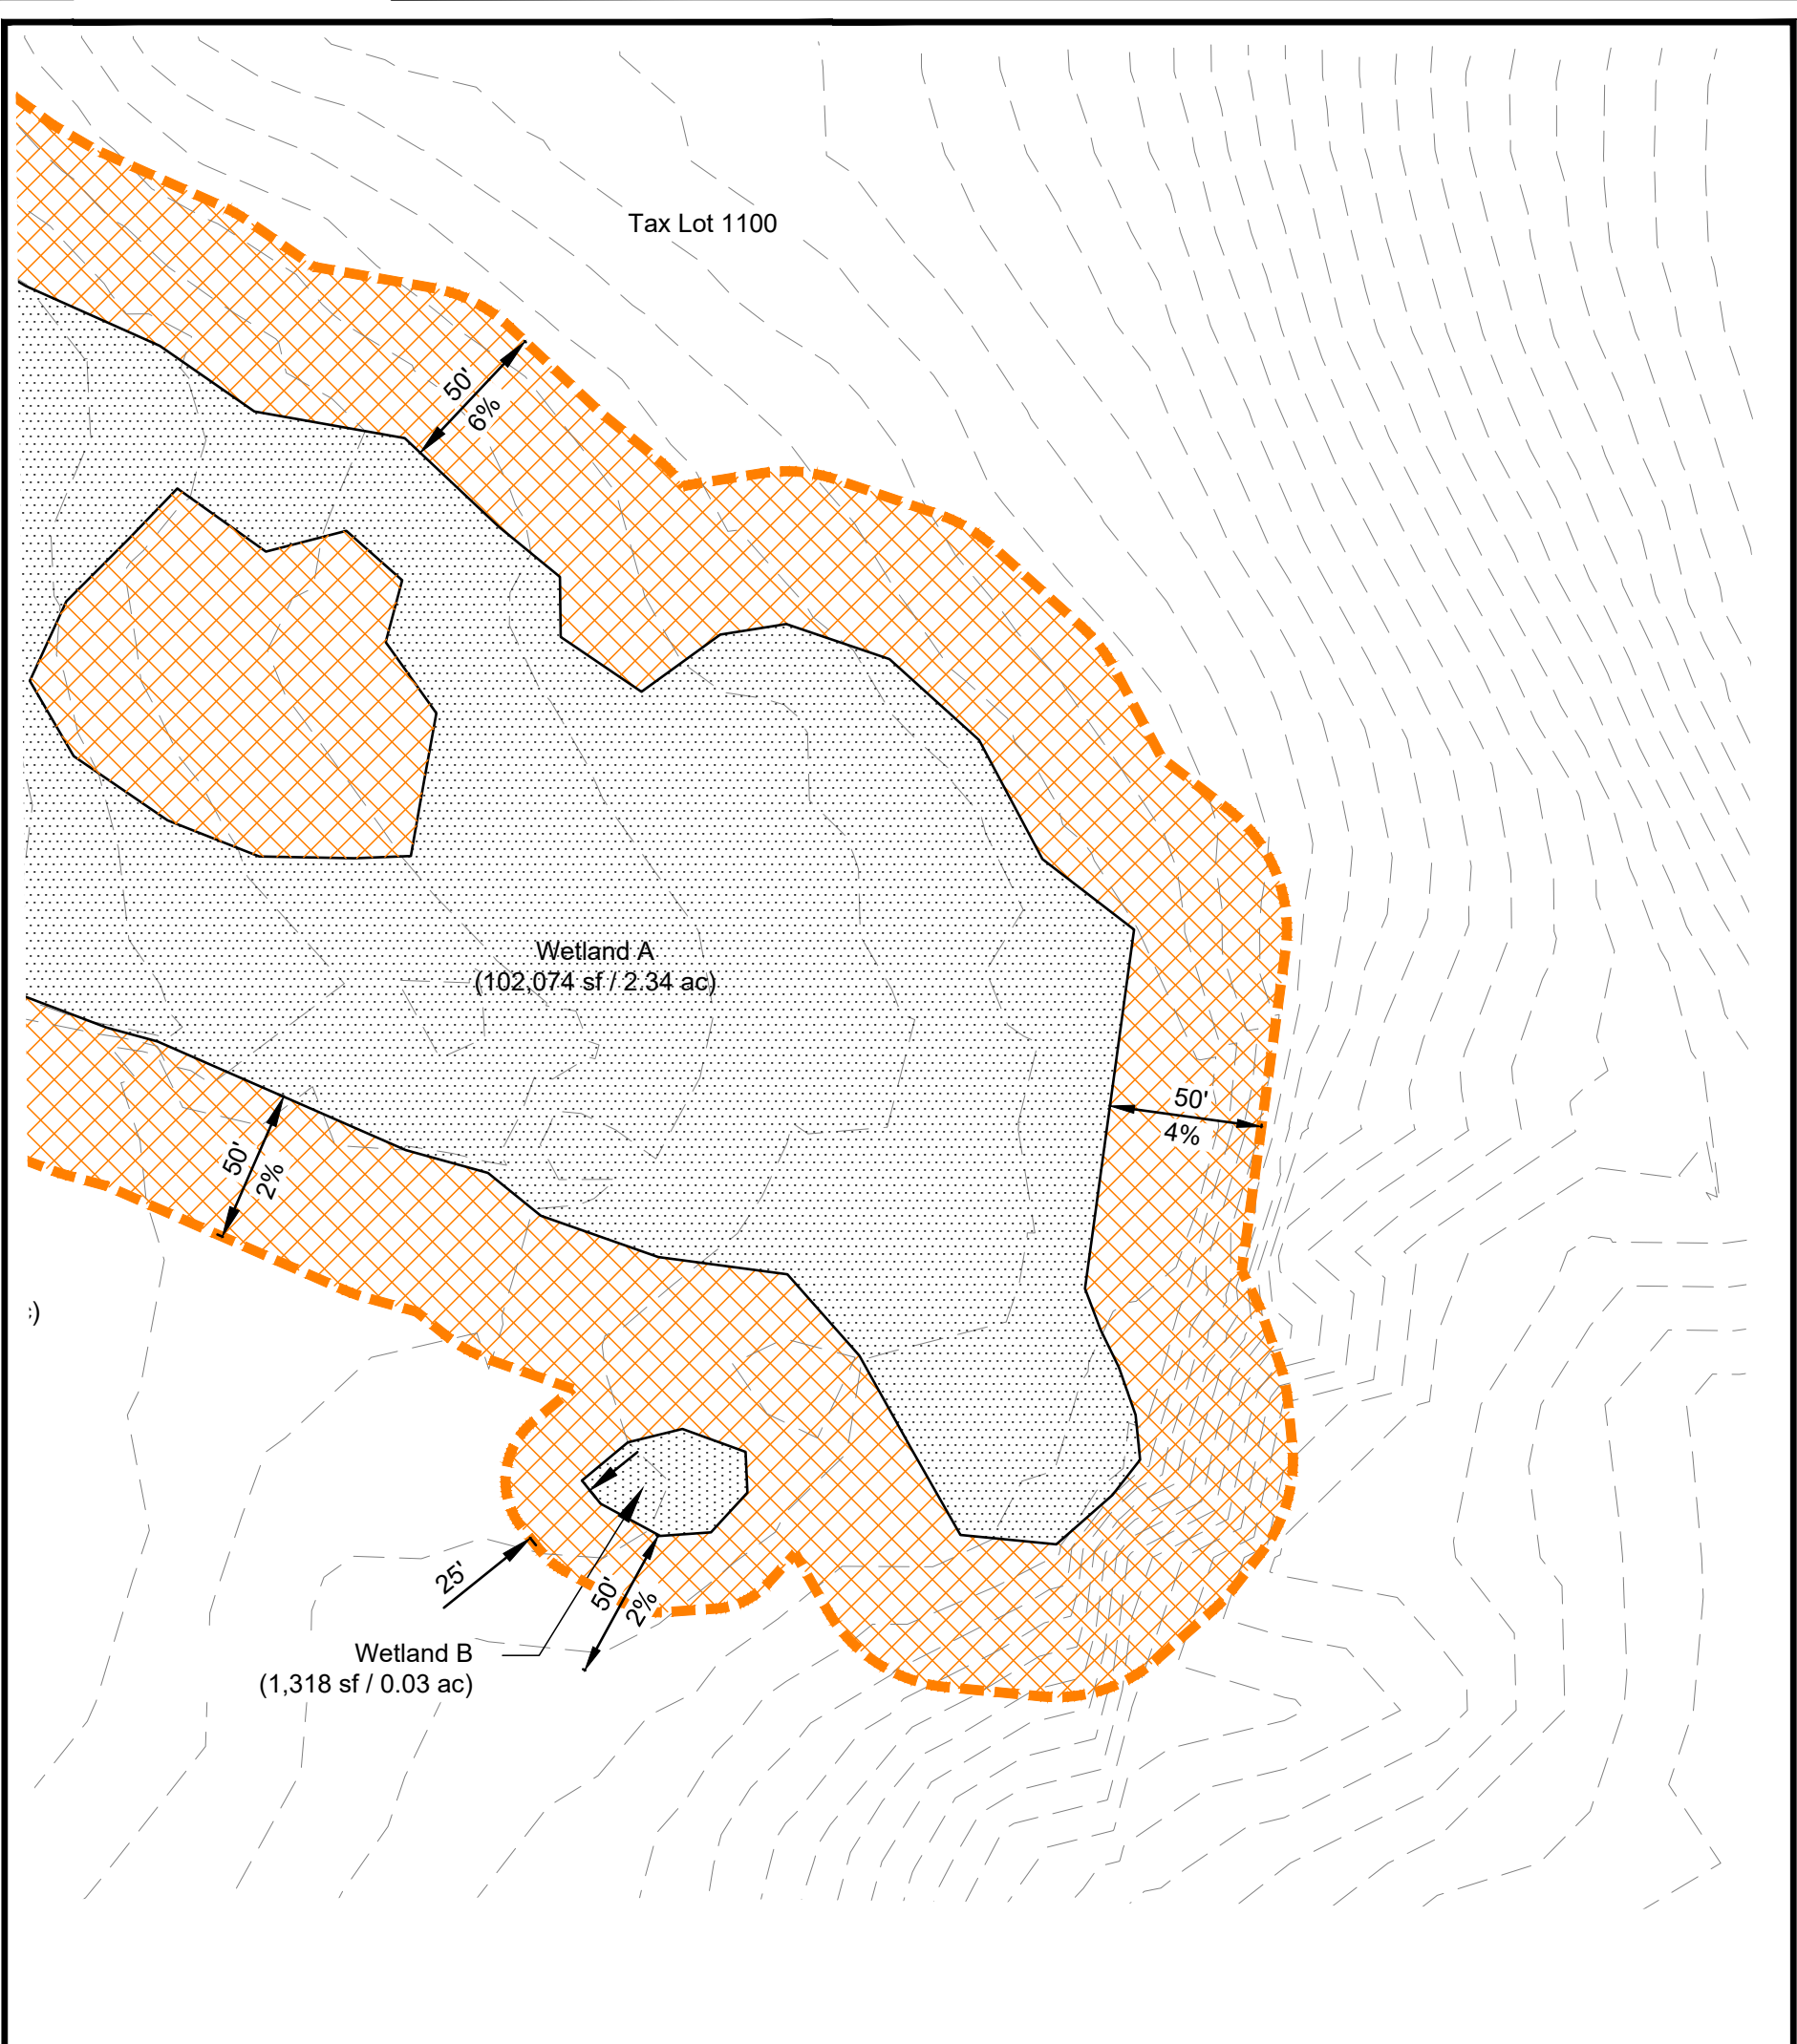 Tax Lot 1100
50'
6%
Wetland A
(102,074 sf / 2.34 ac)
50'
4%
50'
2%
:)
25'
50'
2%
Wetland B
(1,318 sf / 0.03 ac)